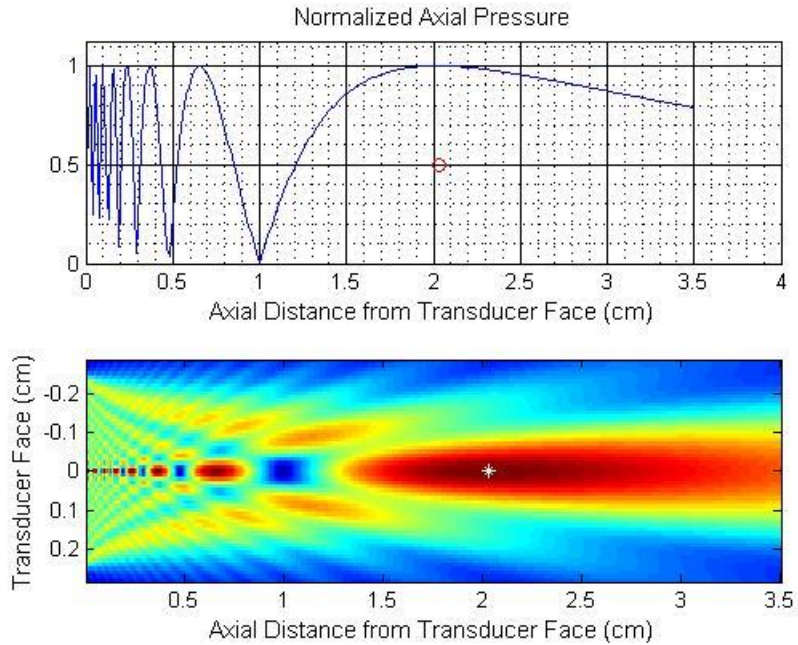 Normalized Axial Pressure
1
0.5
0
0 0.5 1 1.5 2 2.5 3 3.5 4
Axial Distance from Transducer Face (cm)
Transducer Face (cm)
-0.2
-0.1
0
0.1
0.2
0.5 1 1.5 2 2.5 3 3.5
Axial Distance from Transducer Face (cm)